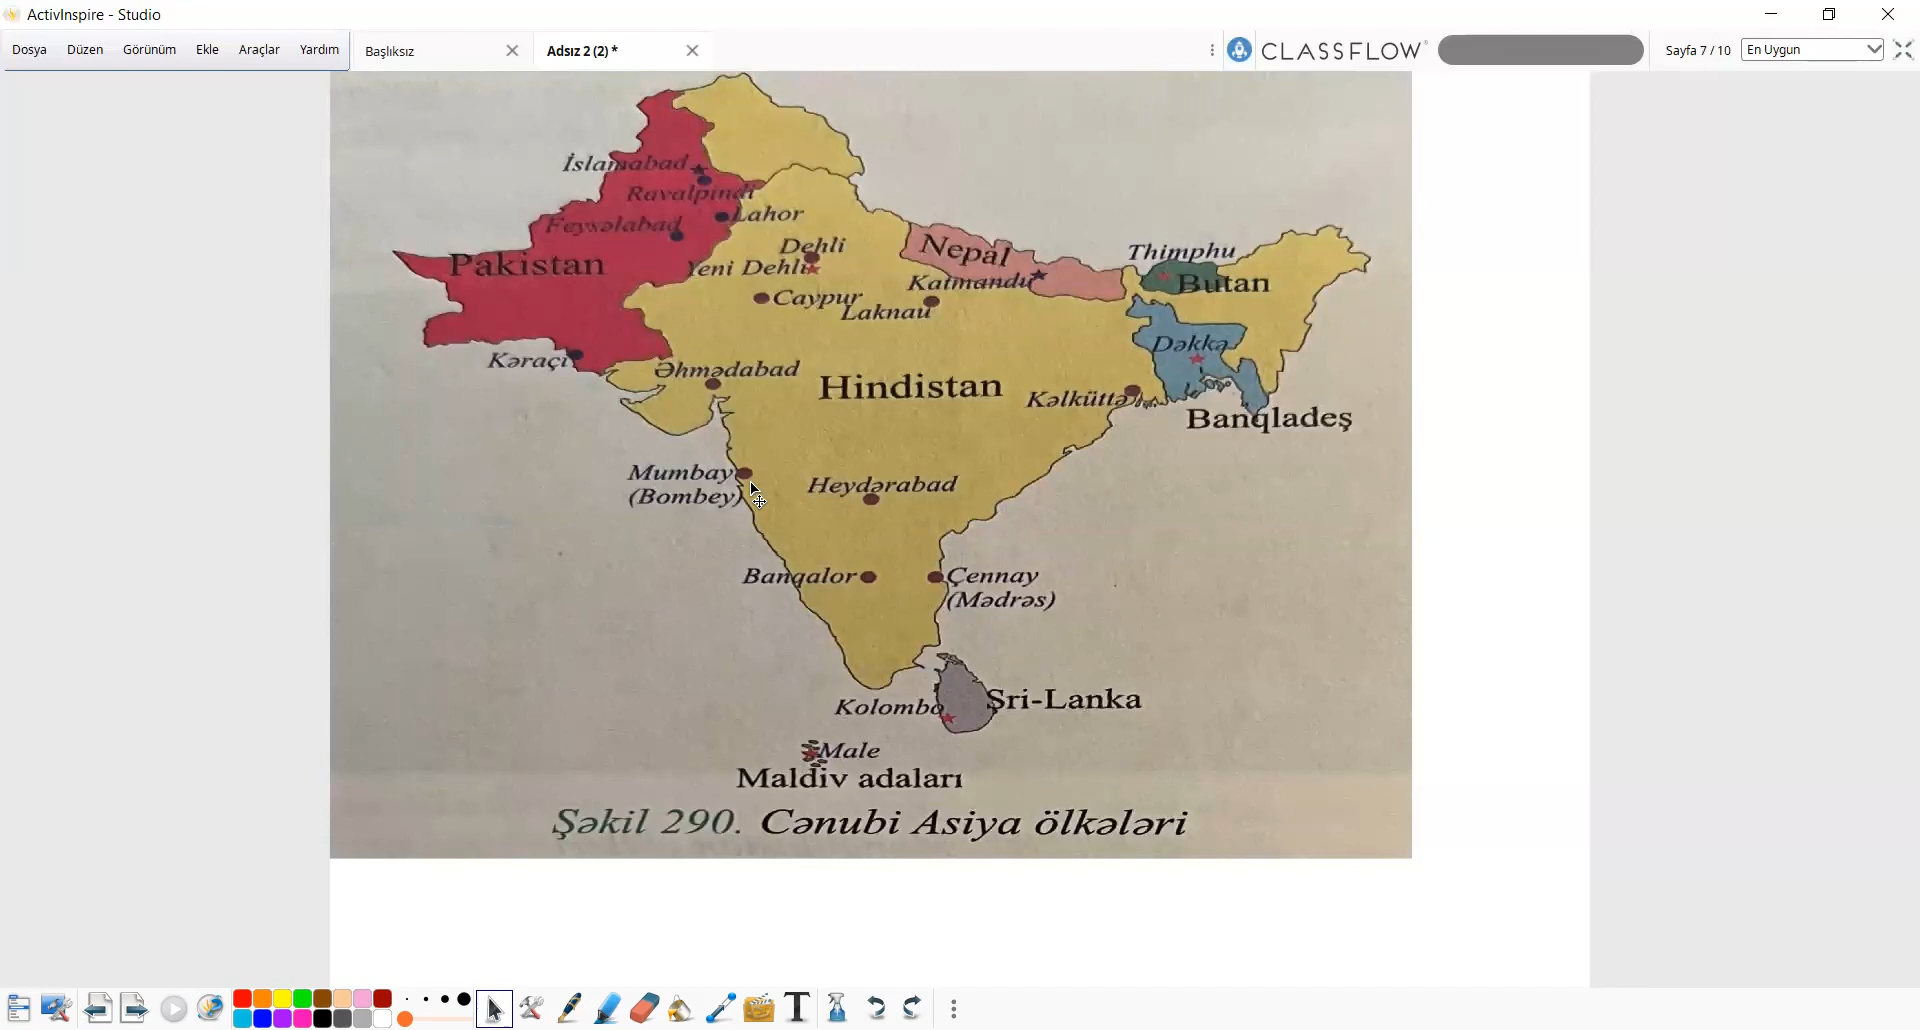 ActivInspire - Studio
Dosya Düzen Görünüm Ekle Araçlar Yardım
Başlıksız
Adsız 2 (2) *
CLASSFLOW
Sayfa 7 / 10
En Uygun
İslamabad
Ravalpindi
Lahor
Feysəlabad
Pakistan
Dehli
Yeni Dehli
Nepal
Katmandu
Thimphu
Butan
Caypur
Laknau
Dəkkə
Kəraçi
Əhmədabad
Hindistan
Kəlküttə
Banqladeş
Mumbay
(Bombey)
Heydərabad
Banqalor
Çennay
(Mədrəs)
Kolombo
Şri-Lanka
Male
Maldiv adaları
Şəkil 290. Cənubi Asiya ölkələri